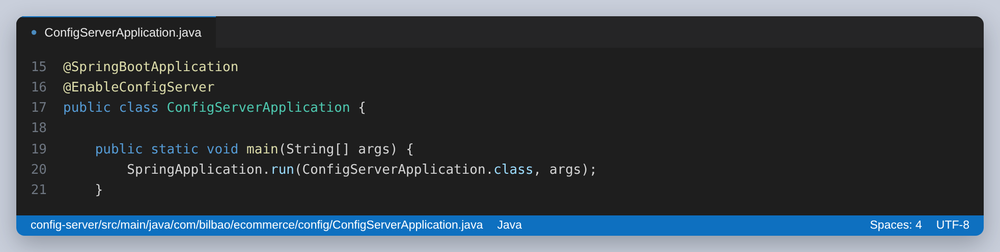 ConfigServerApplication.java
15 @SpringBootApplication
16 @EnableConfigServer
17 public class ConfigServerApplication {
18
19     public static void main(String[] args) {
20         SpringApplication.run(ConfigServerApplication.class, args);
21     }
config-server/src/main/java/com/bilbao/ecommerce/config/ConfigServerApplication.java Java Spaces: 4 UTF-8